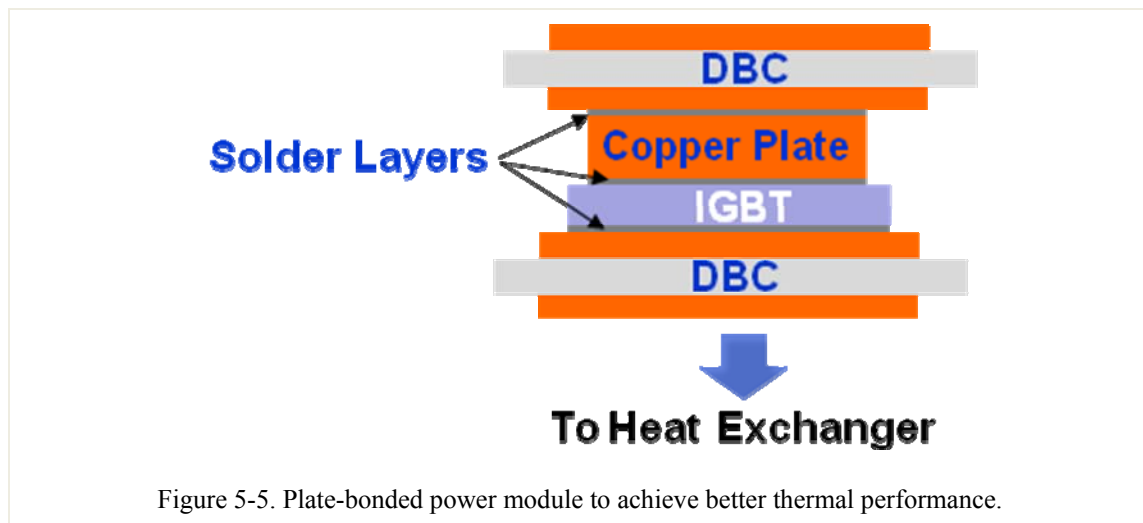 DBC
Solder Layers
Copper Plate
IGBT
DBC
To Heat Exchanger
Figure 5-5. Plate-bonded power module to achieve better thermal performance.